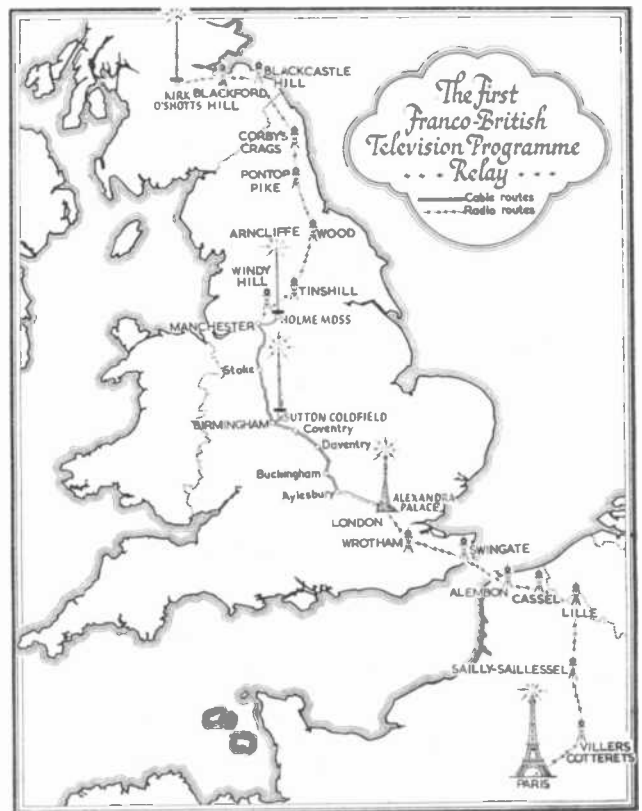 The First
Franco-British
Television Programme
Relay
Cable routes
Radio routes
KIRK
O'SHOTTS
BLACKFORD
HILL
BLACKCASTLE
HILL
CORBYS
CRAGS
PONTOP
PIKE
ARNCLIFFE
WOOD
WINDY
HILL
TINSHILL
MANCHESTER
HOLME MOSS
Stoke
SUTTON COLDFIELD
BIRMINGHAM
Coventry
Daventry
Buckingham
Aylesbury
ALEXANDRA
PALACE
LONDON
WROTHAM
SWINGATE
ALEMBON
CASSEL
LILLE
SAILLY-SAILLESSEL
VILLERS
COTTERETS
PARIS